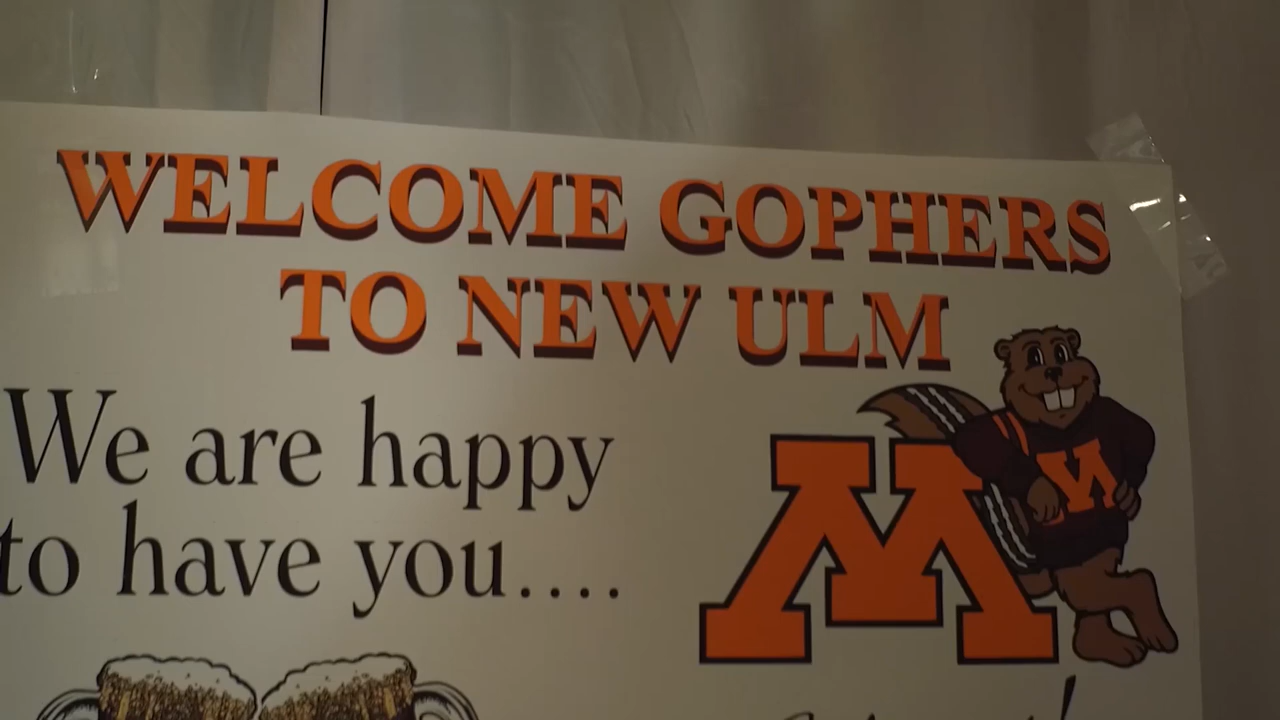 WELCOME GOPHERS
TO NEW ULM
We are happy
to have you....
M
M